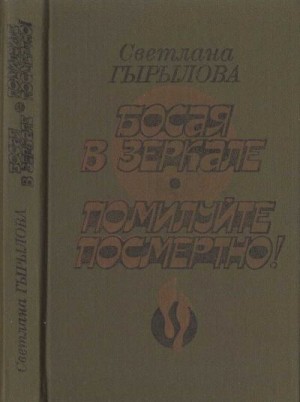 Светлана
ГЫРЫЛОВА
БОСАЯ
В ЗЕРКАЛЕ
•
ПОМИЛУЙТЕ
ПОСМЕРТНО!
Светлана ГЫРЫЛОВА